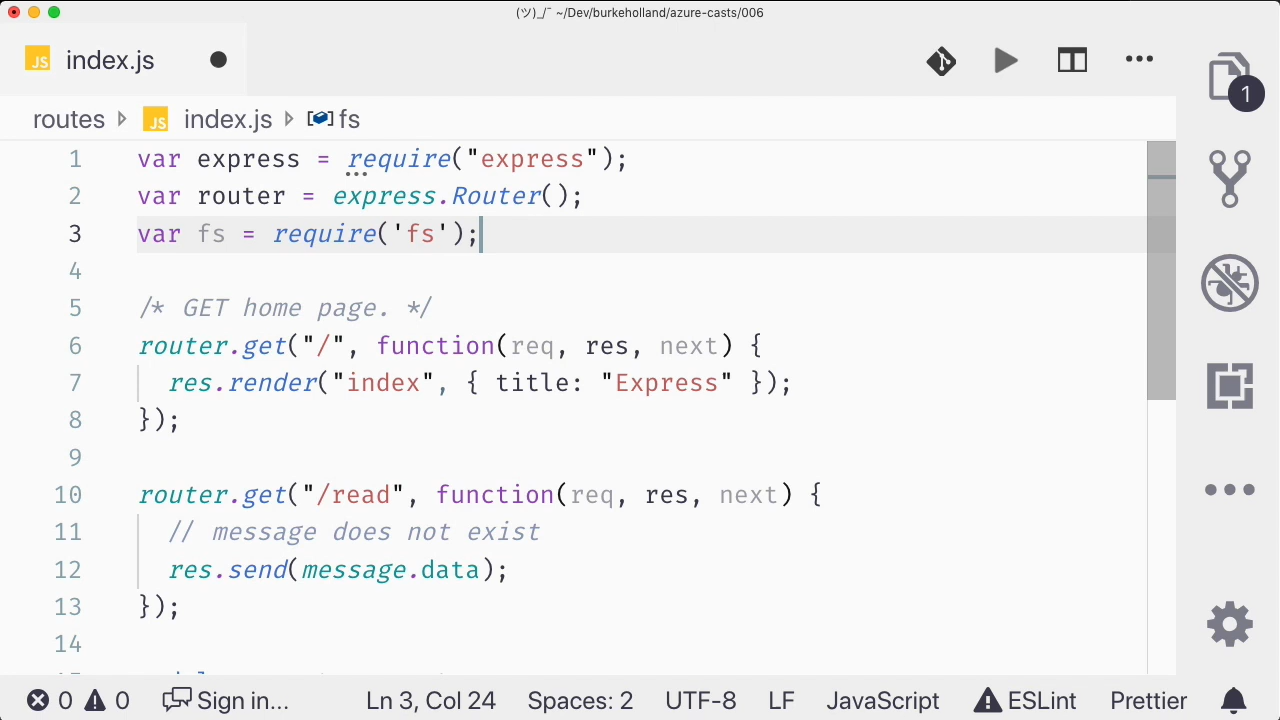 (ツ)_/¯ ~/Dev/burkeholland/azure-casts/006
JS index.js
1
routes JS index.js fs
1 var express = require("express");
2 var router = express.Router();
3 var fs = require('fs');
4
5 /* GET home page. */
6 router.get("/", function(req, res, next) {
7 res.render("index", { title: "Express" });
8 });
9
10 router.get("/read", function(req, res, next) {
11 // message does not exist
12 res.send(message.data);
13 });
14
0 0 Sign in... Ln 3, Col 24 Spaces: 2 UTF-8 LF JavaScript ESLint Prettier